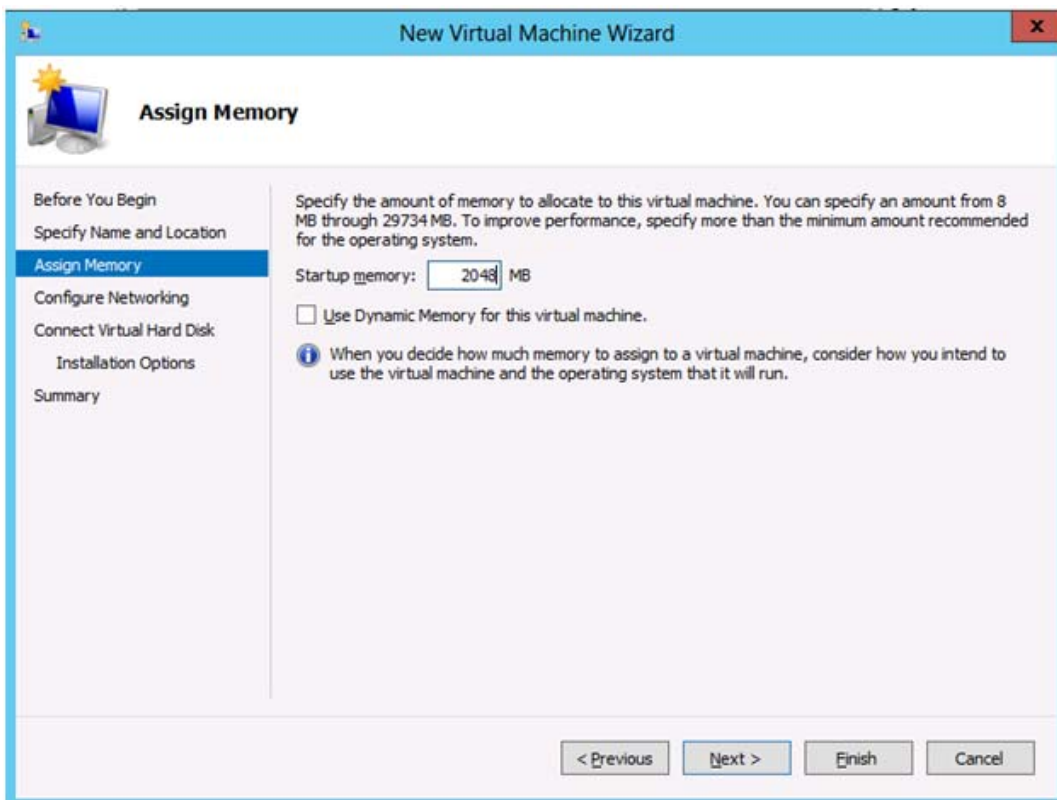 New Virtual Machine Wizard
x
Assign Memory
Before You Begin
Specify Name and Location
Assign Memory
Configure Networking
Connect Virtual Hard Disk
Installation Options
Summary
Specify the amount of memory to allocate to this virtual machine. You can specify an amount from 8
MB through 29734 MB. To improve performance, specify more than the minimum amount recommended
for the operating system.
Startup memory: 2048 MB
Use Dynamic Memory for this virtual machine.
When you decide how much memory to assign to a virtual machine, consider how you intend to
use the virtual machine and the operating system that it will run.
< Previous
Next >
Finish
Cancel